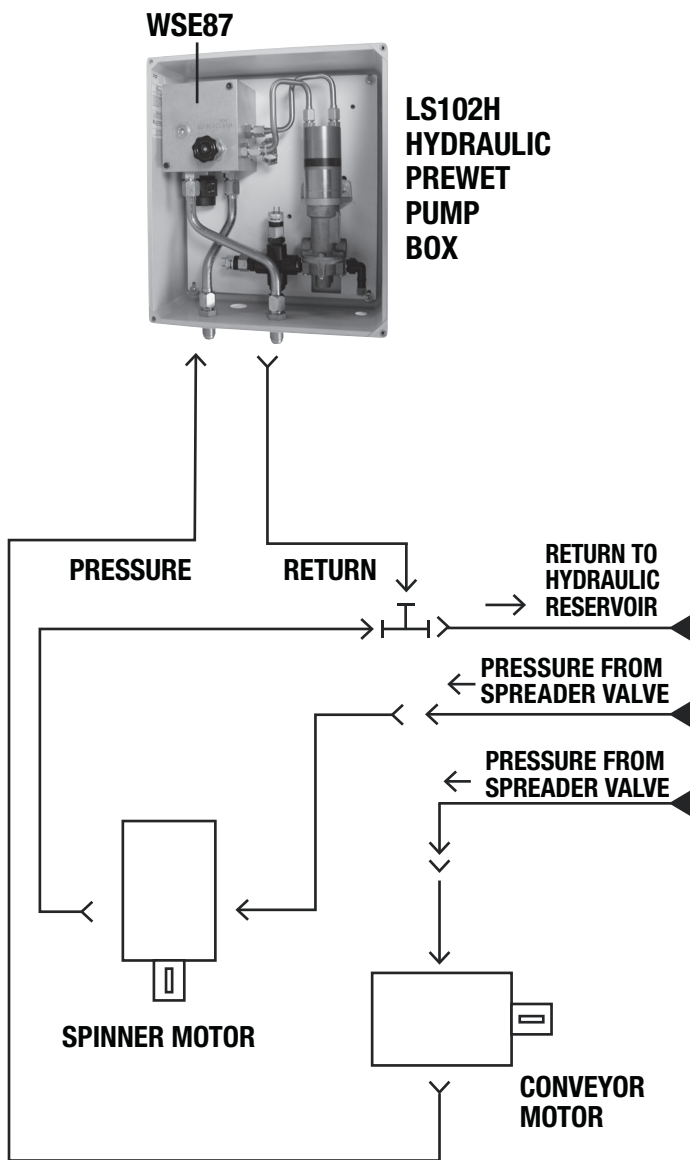 WSE87
LS102H
HYDRAULIC
PREWET
PUMP
BOX
PRESSURE
RETURN
RETURN TO
HYDRAULIC
RESERVOIR
PRESSURE FROM
SPREADER VALVE
PRESSURE FROM
SPREADER VALVE
SPINNER MOTOR
CONVEYOR
MOTOR